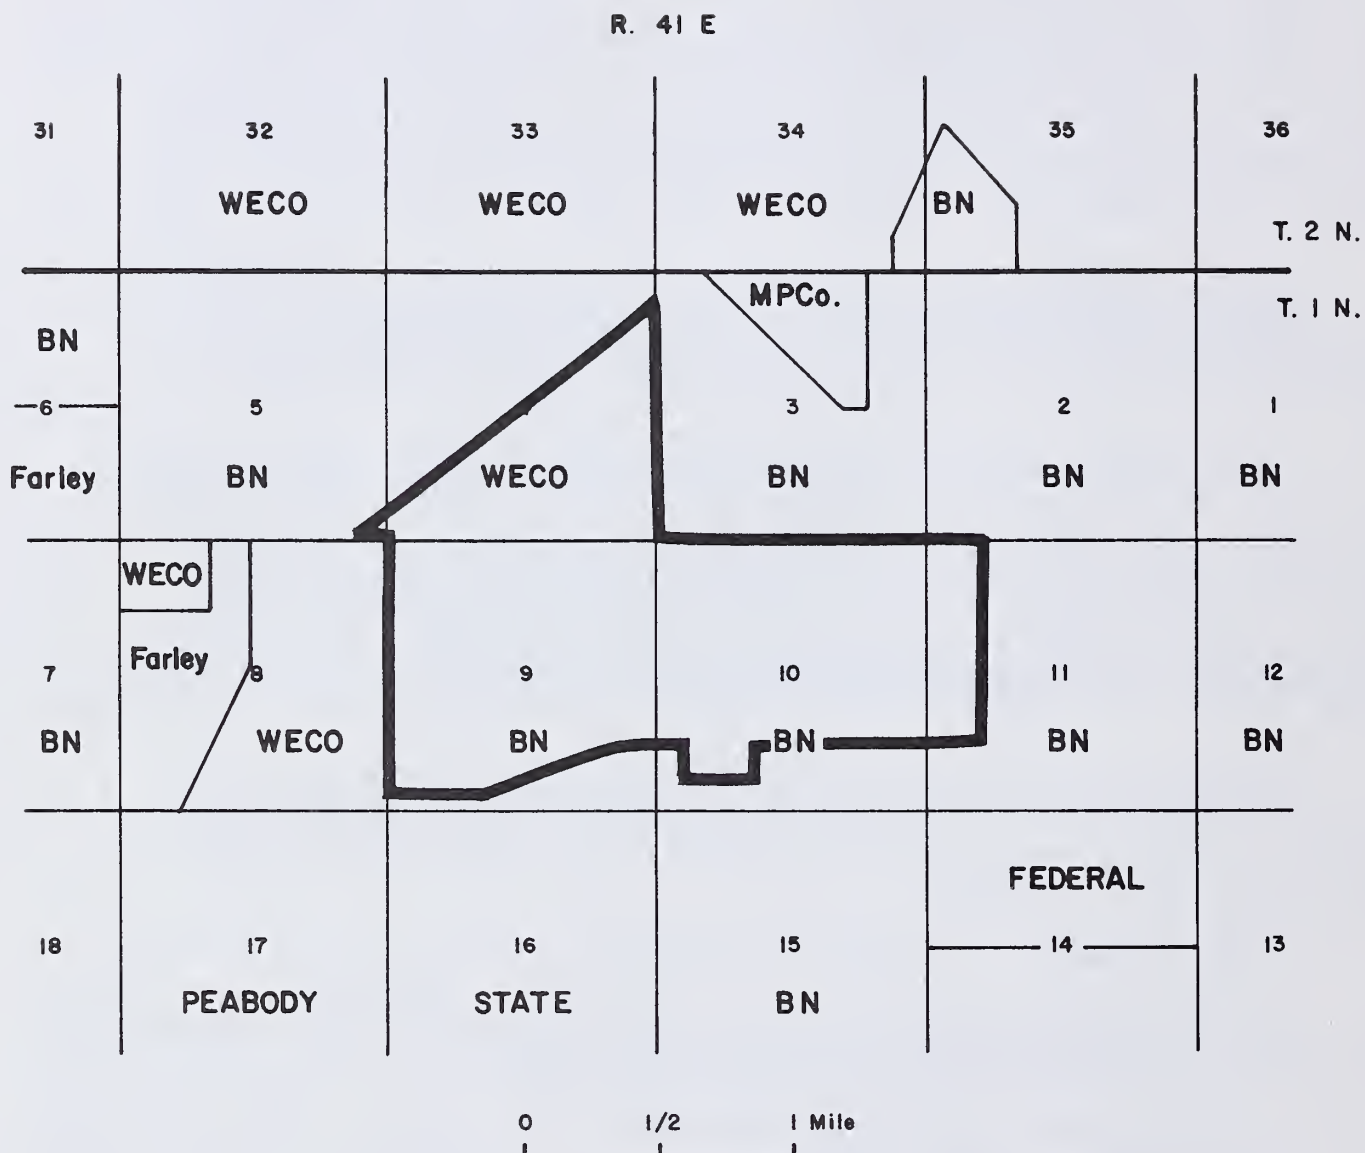 R. 41 E
31 32 33 34 35 36
WECO WECO WECO BN
T. 2 N.
MPCo. T. 1 N.
BN
6 5 3 2 1
Farley BN WECO BN BN BN
WECO
Farley
7 8 9 10 11 12
BN WECO BN BN BN BN
FEDERAL
18 17 16 15 14 13
PEABODY STATE BN
0 1/2 1 Mile